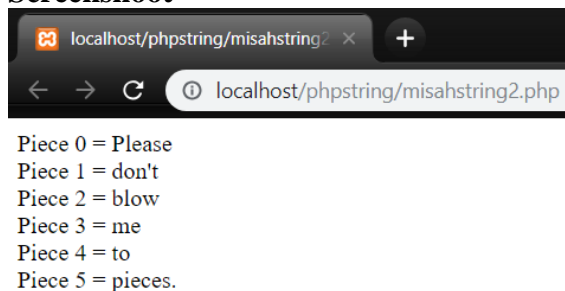 Screenshoot
localhost/phpstring/misahstring2
localhost/phpstring/misahstring2.php
Piece 0 = Please
Piece 1 = don't
Piece 2 = blow
Piece 3 = me
Piece 4 = to
Piece 5 = pieces.